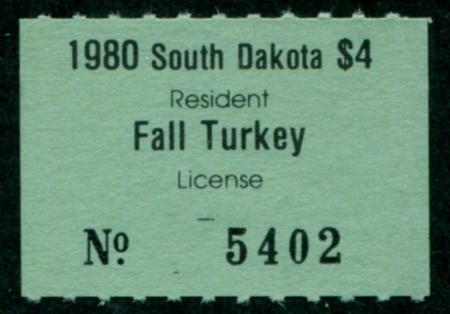 1980 South Dakota $4
Resident
Fall Turkey
License
No. 5402